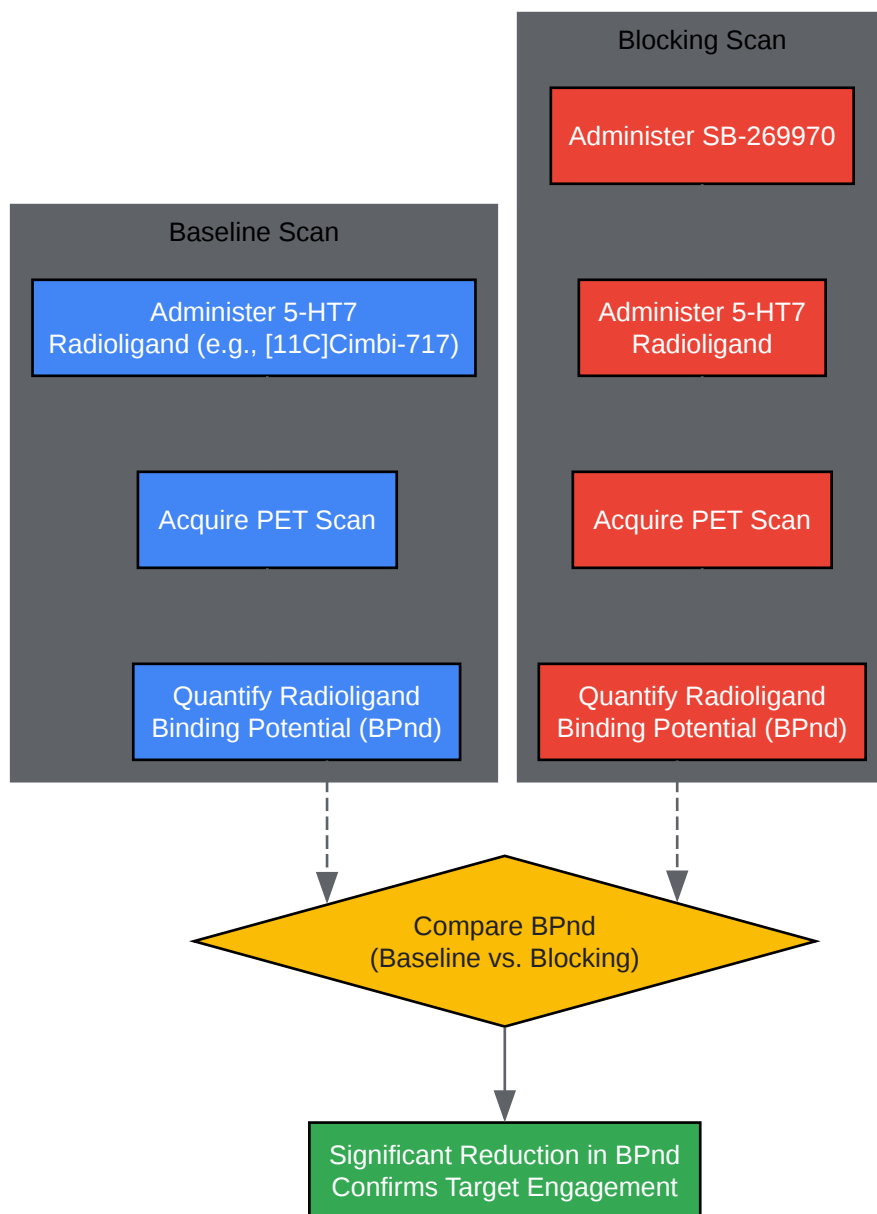 Baseline Scan
Administer 5-HT7
Radioligand (e.g., [11C]Cimbi-717)
Acquire PET Scan
Quantify Radioligand
Binding Potential (BPnd)
Blocking Scan
Administer SB-269970
Administer 5-HT7
Radioligand
Acquire PET Scan
Quantify Radioligand
Binding Potential (BPnd)
Compare BPnd
(Baseline vs. Blocking)
Significant Reduction in BPnd
Confirms Target Engagement